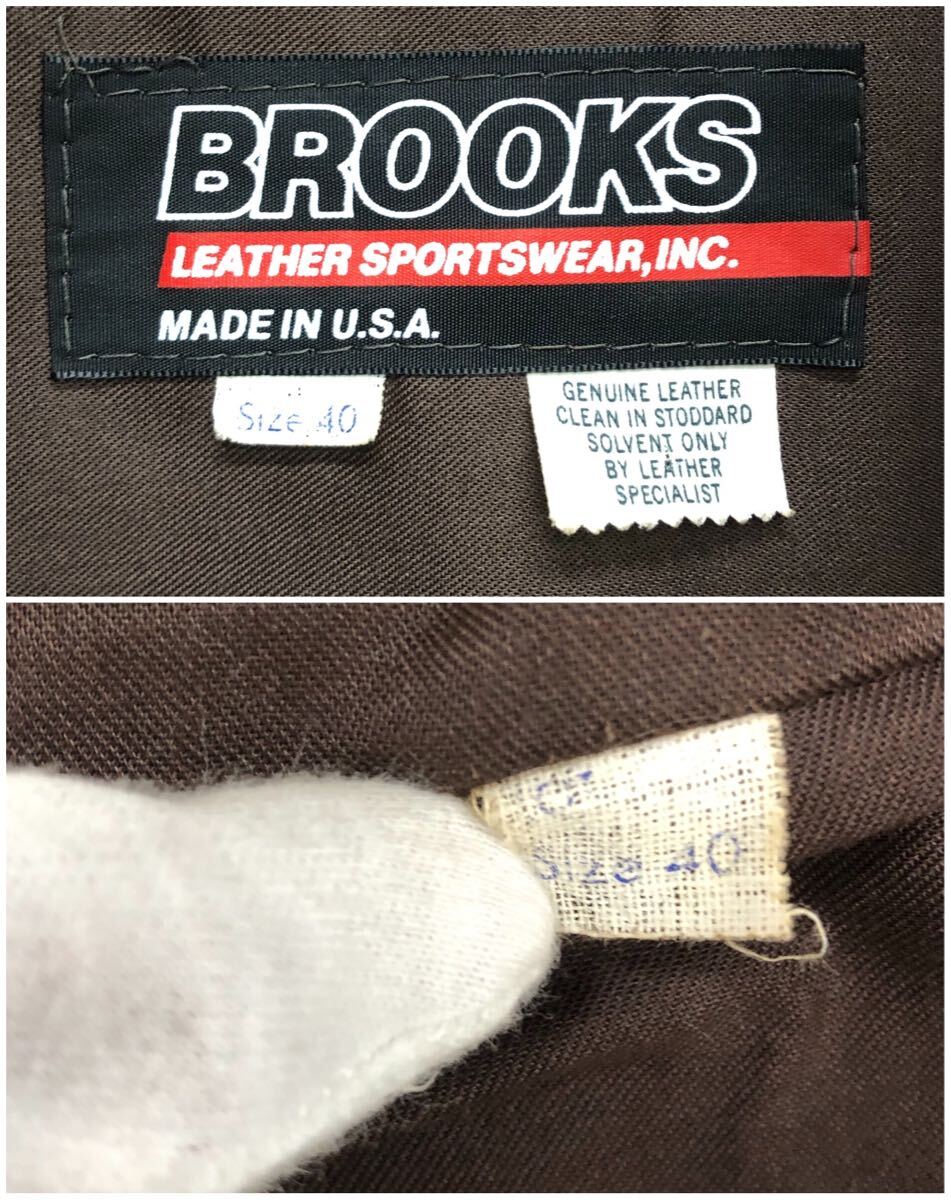 BROOKS
LEATHER SPORTSWEAR, INC.
MADE IN U.S.A.
Size 40
GENUINE LEATHER
CLEAN IN STODDARD
SOLVENT ONLY
BY LEATHER
SPECIALIST
Size 40